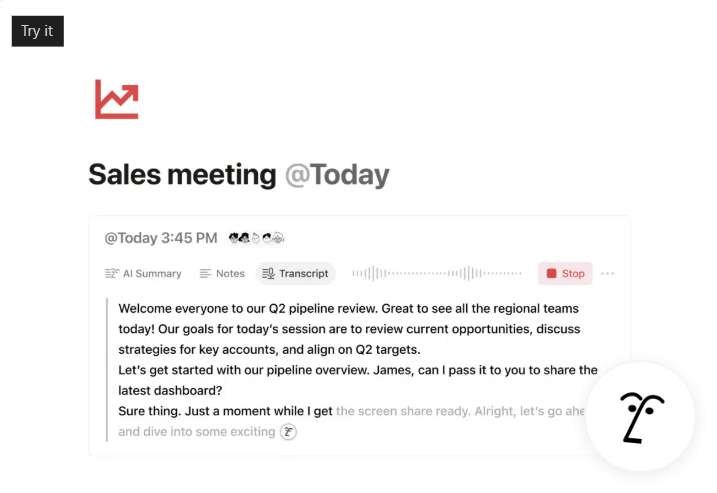 Try it
Sales meeting @Today
@Today 3:45 PM
AI Summary Notes Transcript Stop
Welcome everyone to our Q2 pipeline review. Great to see all the regional teams
today! Our goals for today’s session are to review current opportunities, discuss
strategies for key accounts, and align on Q2 targets.
Let’s get started with our pipeline overview. James, can I pass it to you to share the
latest dashboard?
Sure thing. Just a moment while I get the screen share ready. Alright, let’s go
and dive into some exciting